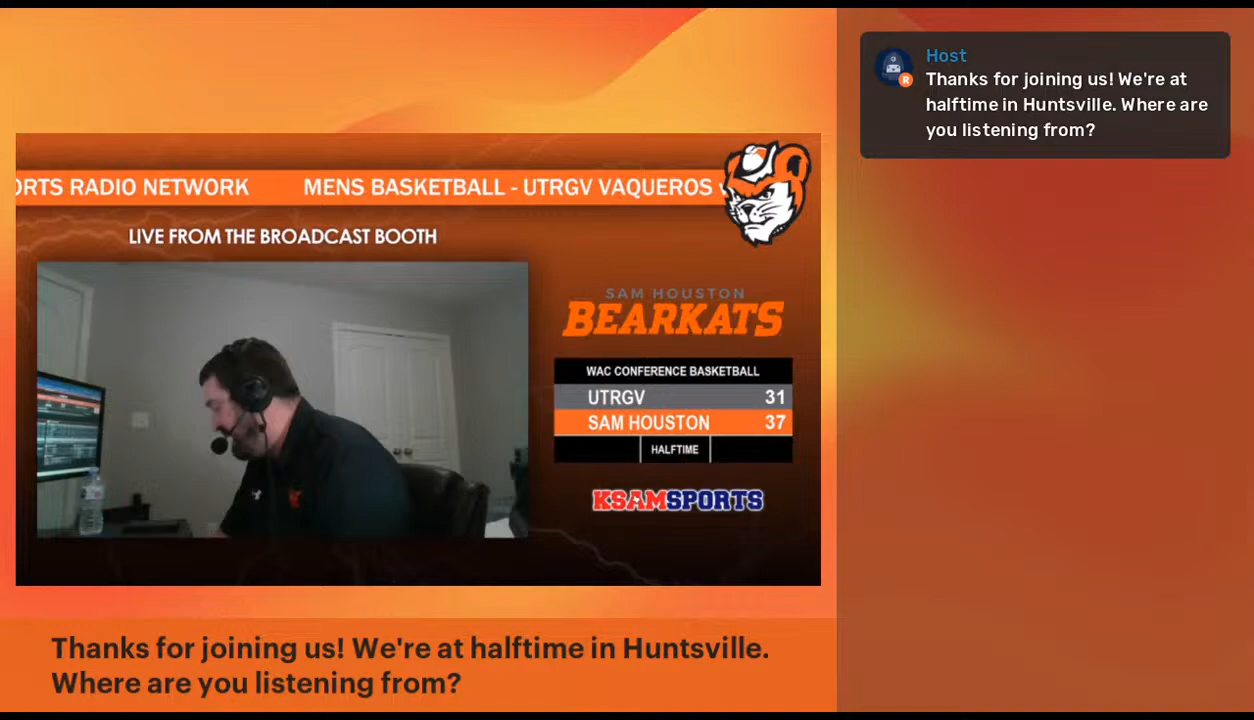 Host
Thanks for joining us! We're at
halftime in Huntsville. Where are
you listening from?
ORTS RADIO NETWORK MENS BASKETBALL - UTRGV VAQUEROS
LIVE FROM THE BROADCAST BOOTH
SAM HOUSTON
BEARKATS
WAC CONFERENCE BASKETBALL
UTRGV 31
SAM HOUSTON 37
HALFTIME
KSAMSPORTS
Thanks for joining us! We're at halftime in Huntsville.
Where are you listening from?